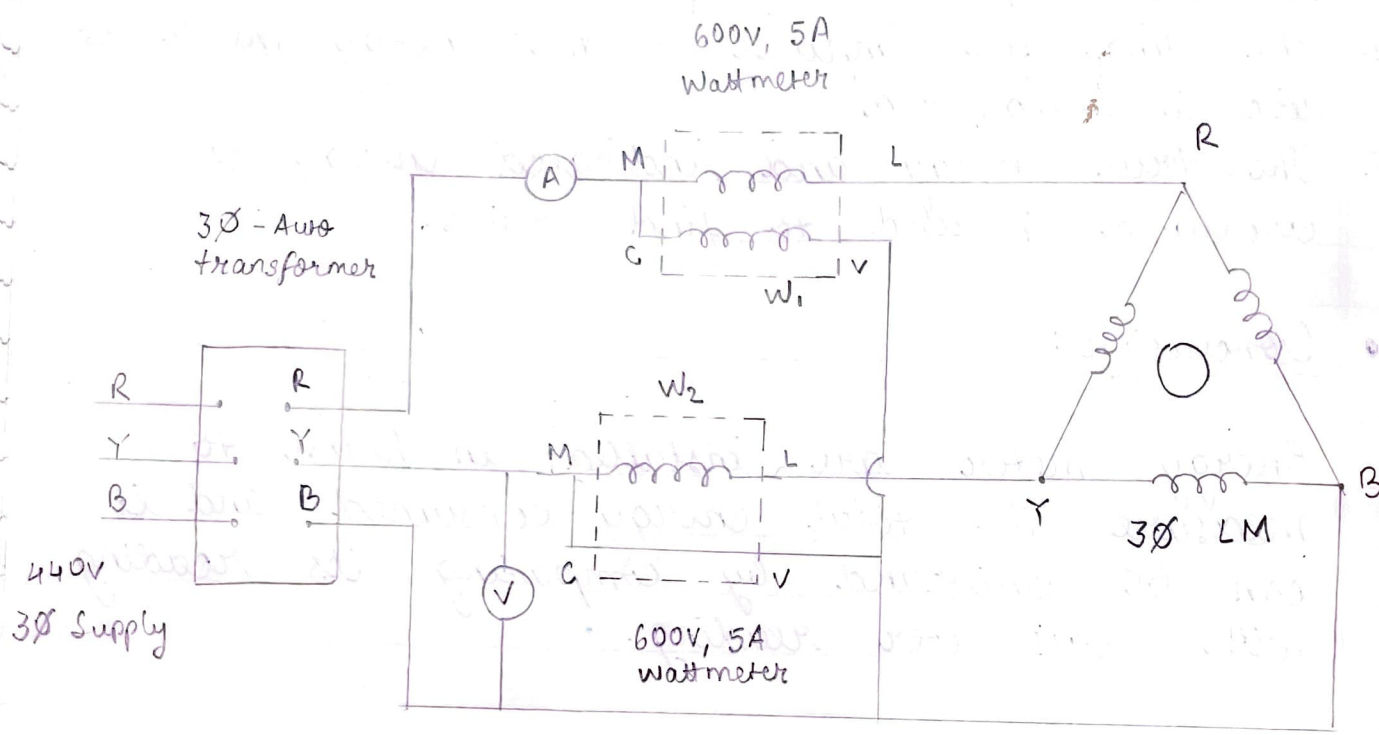 600V, 5A
Wattmeter
R
M
L
A
3Ø - Auto
transformer
C
V
W1
R
R
W2
Y
Y
M
L
B
B
Y
B
3Ø LM
440V
3Ø Supply
V
C
V
600V, 5A
wattmeter